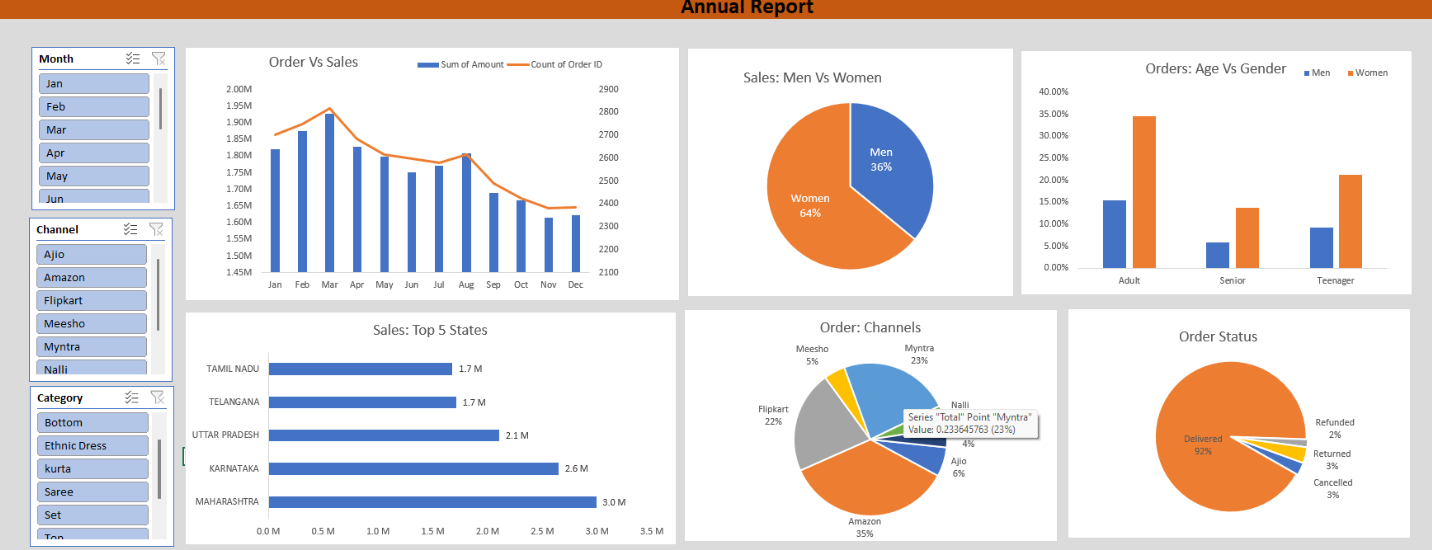 Annual Report
Month
Jan
Feb
Mar
Apr
May
Jun
Channel
Ajio
Amazon
Flipkart
Meesho
Myntra
Nalli
Category
Bottom
Ethnic Dress
kurta
Saree
Set
Top
Order Vs Sales
Sum of Amount
Count of Order ID
2.00M
1.95M
1.90M
1.85M
1.80M
1.75M
1.70M
1.65M
1.60M
1.55M
1.50M
1.45M
2900
2800
2700
2600
2500
2400
2300
2200
2100
Jan Feb Mar Apr May Jun Jul Aug Sep Oct Nov Dec
Sales: Men Vs Women
Men
36%
Women
64%
Orders: Age Vs Gender
Men
Women
40.00%
35.00%
30.00%
25.00%
20.00%
15.00%
10.00%
5.00%
0.00%
Adult Senior Teenager
Sales: Top 5 States
TAMIL NADU 1.7 M
TELANGANA 1.7 M
UTTAR PRADESH 2.1 M
KARNATAKA 2.6 M
MAHARASHTRA 3.0 M
0.0 M 0.5 M 1.0 M 1.5 M 2.0 M 2.5 M 3.0 M 3.5 M
Order: Channels
Meesho
5%
Myntra
23%
Flipkart
22%
Nalli
Series "Total" Point "Myntra"
Value: 0.233645763 (23%)
4%
Ajio
6%
Amazon
35%
Order Status
Delivered
92%
Refunded
2%
Returned
3%
Cancelled
3%